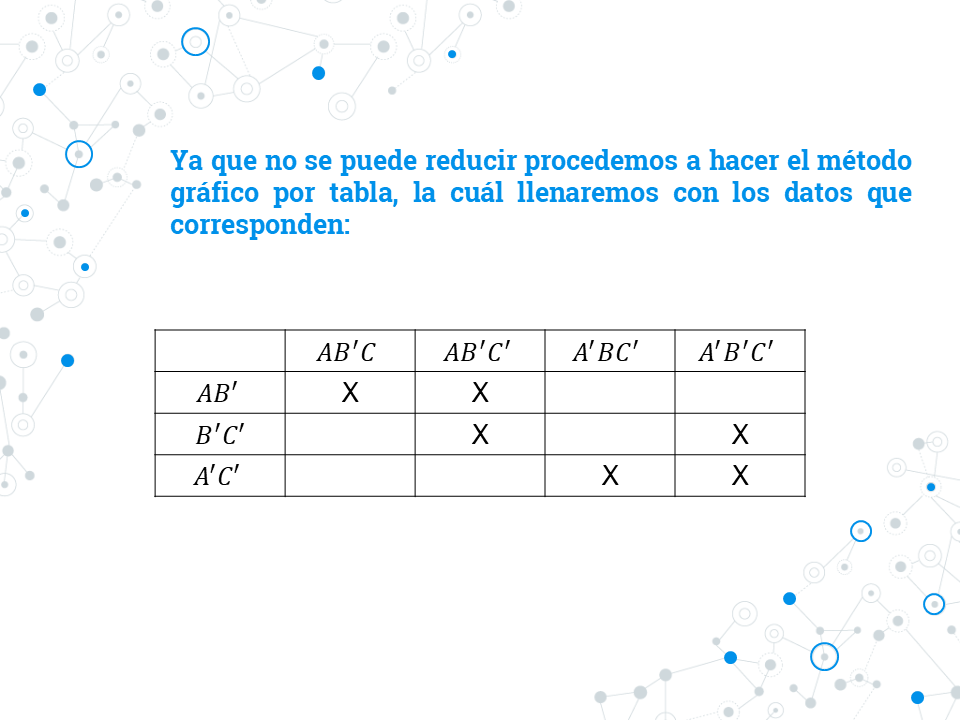 Ya que no se puede reducir procedemos a hacer el método
gráfico por tabla, la cuál llenaremos con los datos que
corresponden:
AB′C AB′C′ A′BC′ A′B′C′
AB′ X X
B′C′ X X
A′C′ X X